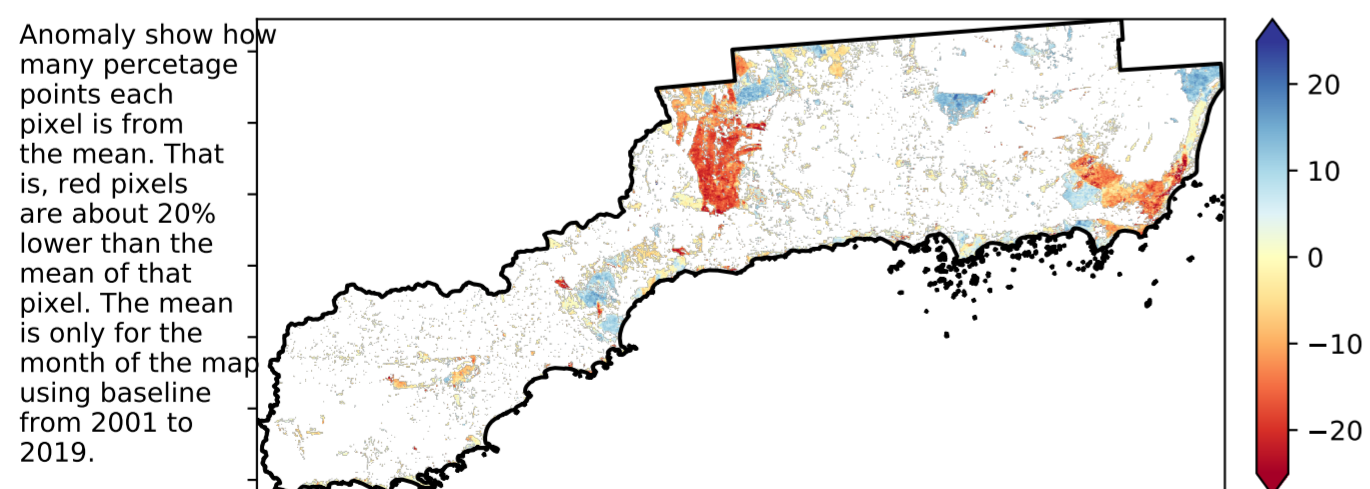 Anomaly show how
many percetage
points each
pixel is from
the mean. That
is, red pixels
are about 20%
lower than the
mean of that
pixel. The mean
is only for the
month of the map
using baseline
from 2001 to
2019.
20
10
0
−10
−20